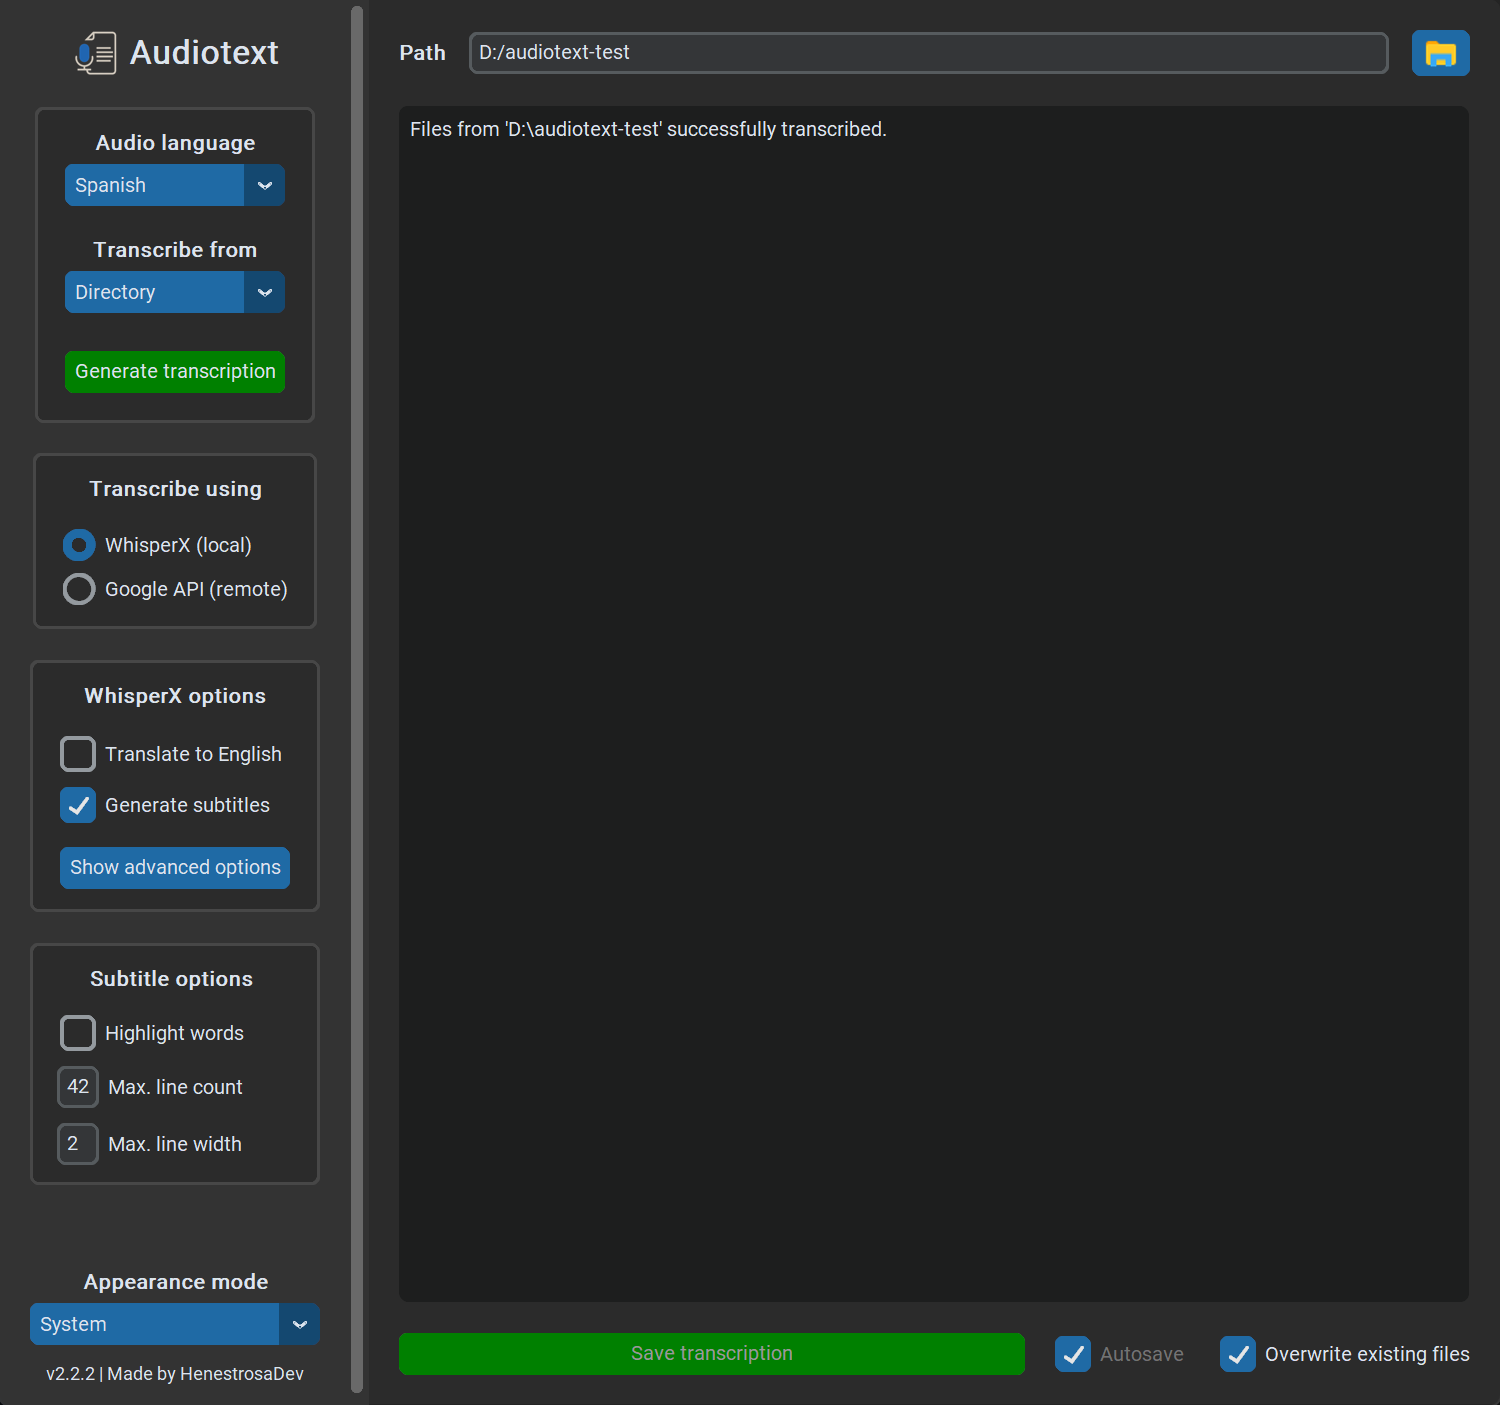 Audiotext
Audio language
Spanish
Transcribe from
Directory
Generate transcription
Transcribe using
WhisperX (local)
Google API (remote)
WhisperX options
Translate to English
Generate subtitles
Show advanced options
Subtitle options
Highlight words
42 Max. line count
2 Max. line width
Appearance mode
System
v2.2.2 | Made by HenestrosaDev
Path D:/audiotext-test
Files from 'D:\audiotext-test' successfully transcribed.
Save transcription Autosave Overwrite existing files